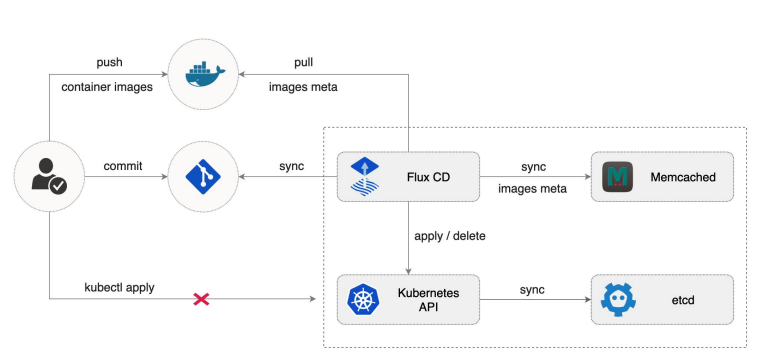 push
container images
pull
images meta
commit
sync
Flux CD
sync
images meta
Memcached
apply / delete
kubectl apply
Kubernetes
API
sync
etcd